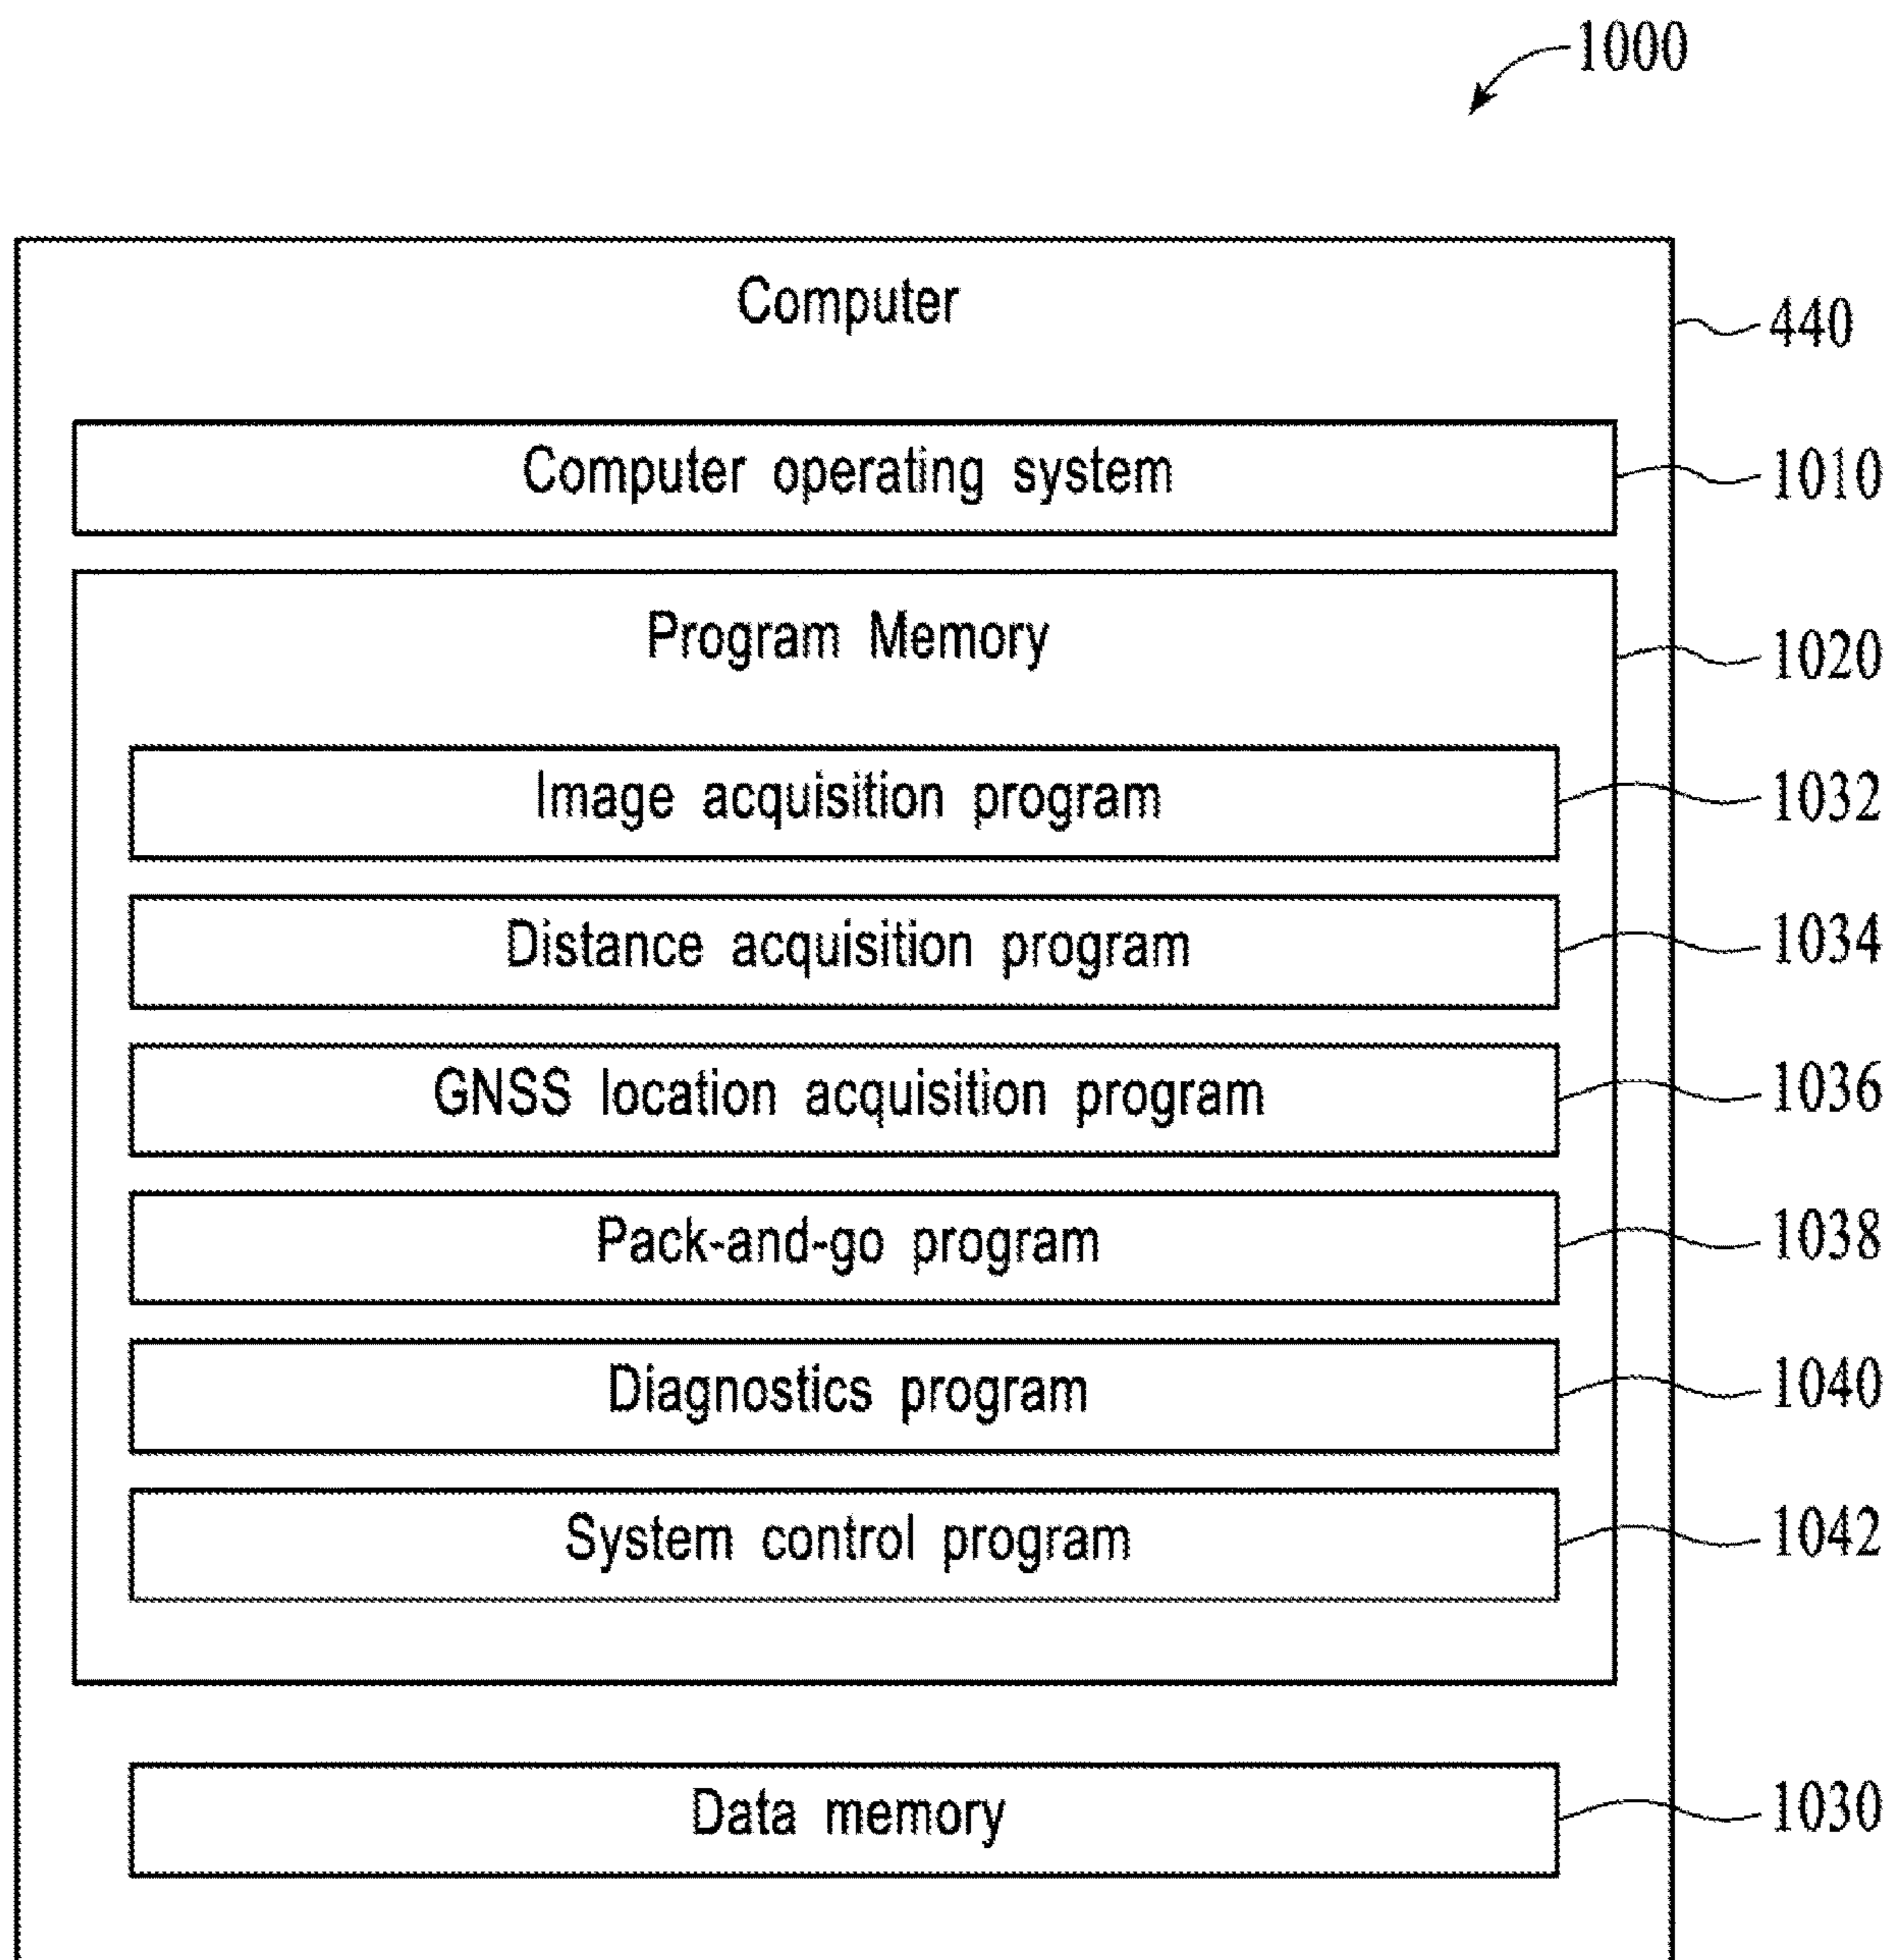 1000
Computer
440
Computer operating system
1010
Program Memory
1020
Image acquisition program
1032
Distance acquisition program
1034
GNSS location acquisition program
1036
Pack-and-go program
1038
Diagnostics program
1040
System control program
1042
Data memory
1030